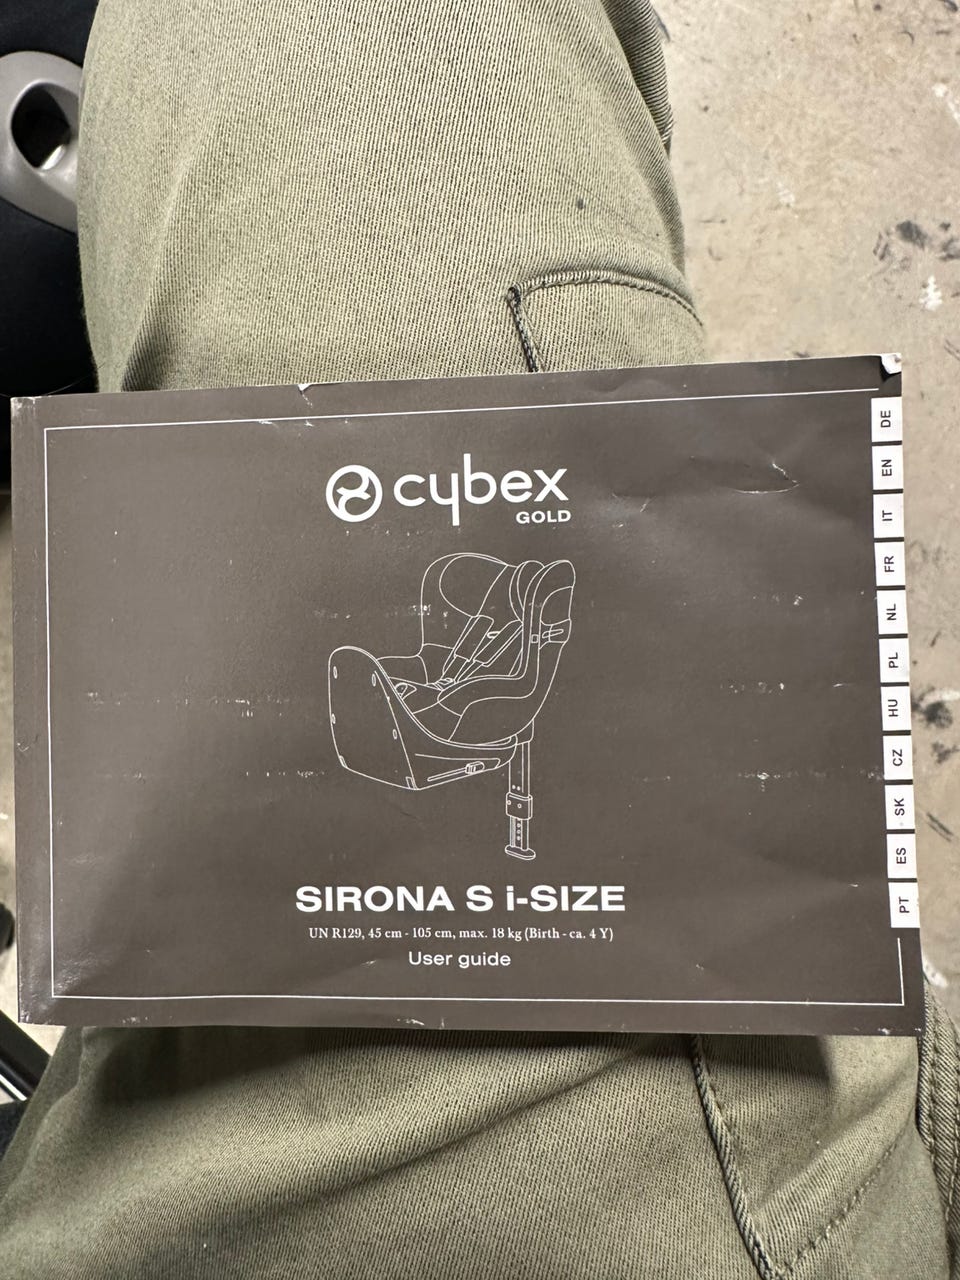 cybex
GOLD
SIRONA S i-SIZE
UN R129, 45 cm - 105 cm, max. 18 kg (Birth - ca. 4 Y)
User guide
DE
EN
IT
FR
NL
PL
HU
CZ
SK
ES
PT